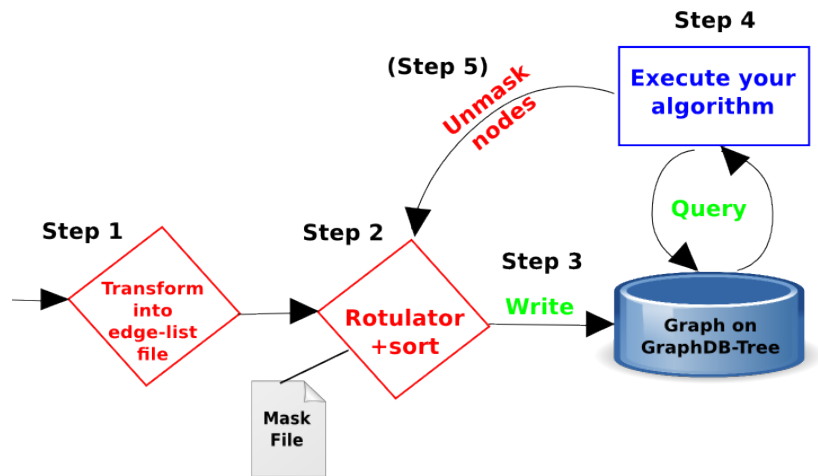 Step 4
(Step 5)
Execute your
algorithm
Unmask
nodes
Query
Step 1
Step 2
Step 3
Transform
into
edge-list
file
Rotulator
+sort
Write
Graph on
GraphDB-Tree
Mask
File